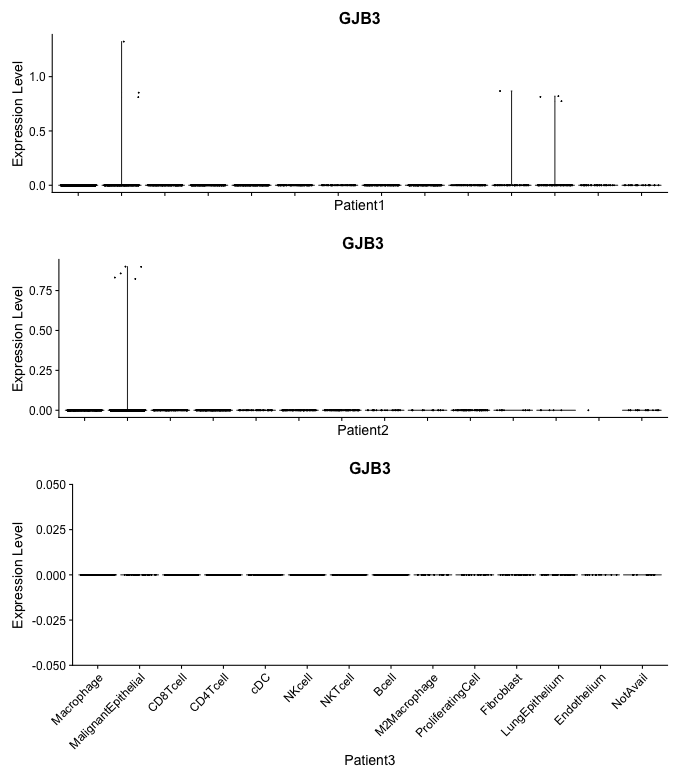 GJB3
Expression Level
1.0
0.5
0.0
Patient1
GJB3
Expression Level
0.75
0.50
0.25
0.00
Patient2
GJB3
Expression Level
0.050
0.025
0.000
-0.025
-0.050
Macrophage
MalignantEpithelial
CD8Tcell
CD4Tcell
cDC
NKcell
NKTcell
Bcell
M2Macrophage
ProliferatingCell
Fibroblast
LungEpithelium
Endothelium
NotAvail
Patient3